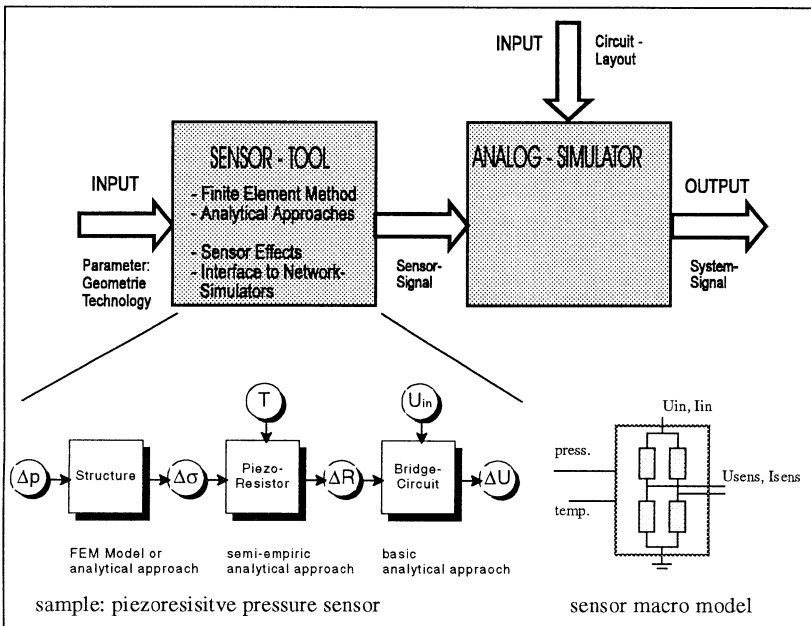 INPUT
Circuit -
Layout
SENSOR - TOOL
- Finite Element Method
- Analytical Approaches
- Sensor Effects
- Interface to Network-
Simulators
ANALOG - SIMULATOR
INPUT
Parameter:
Geometrie
Technology
Sensor-
Signal
OUTPUT
System-
Signal
T
Uin
Δp
Structure
Δσ
Piezo-
Resistor
ΔR
Bridge-
Circuit
ΔU
FEM Model or
analytical approach
semi-empiric
analytical approach
basic
analytical appraoch
Uin, Iin
press.
Usens, Isens
temp.
sample: piezoresisitve pressure sensor
sensor macro model